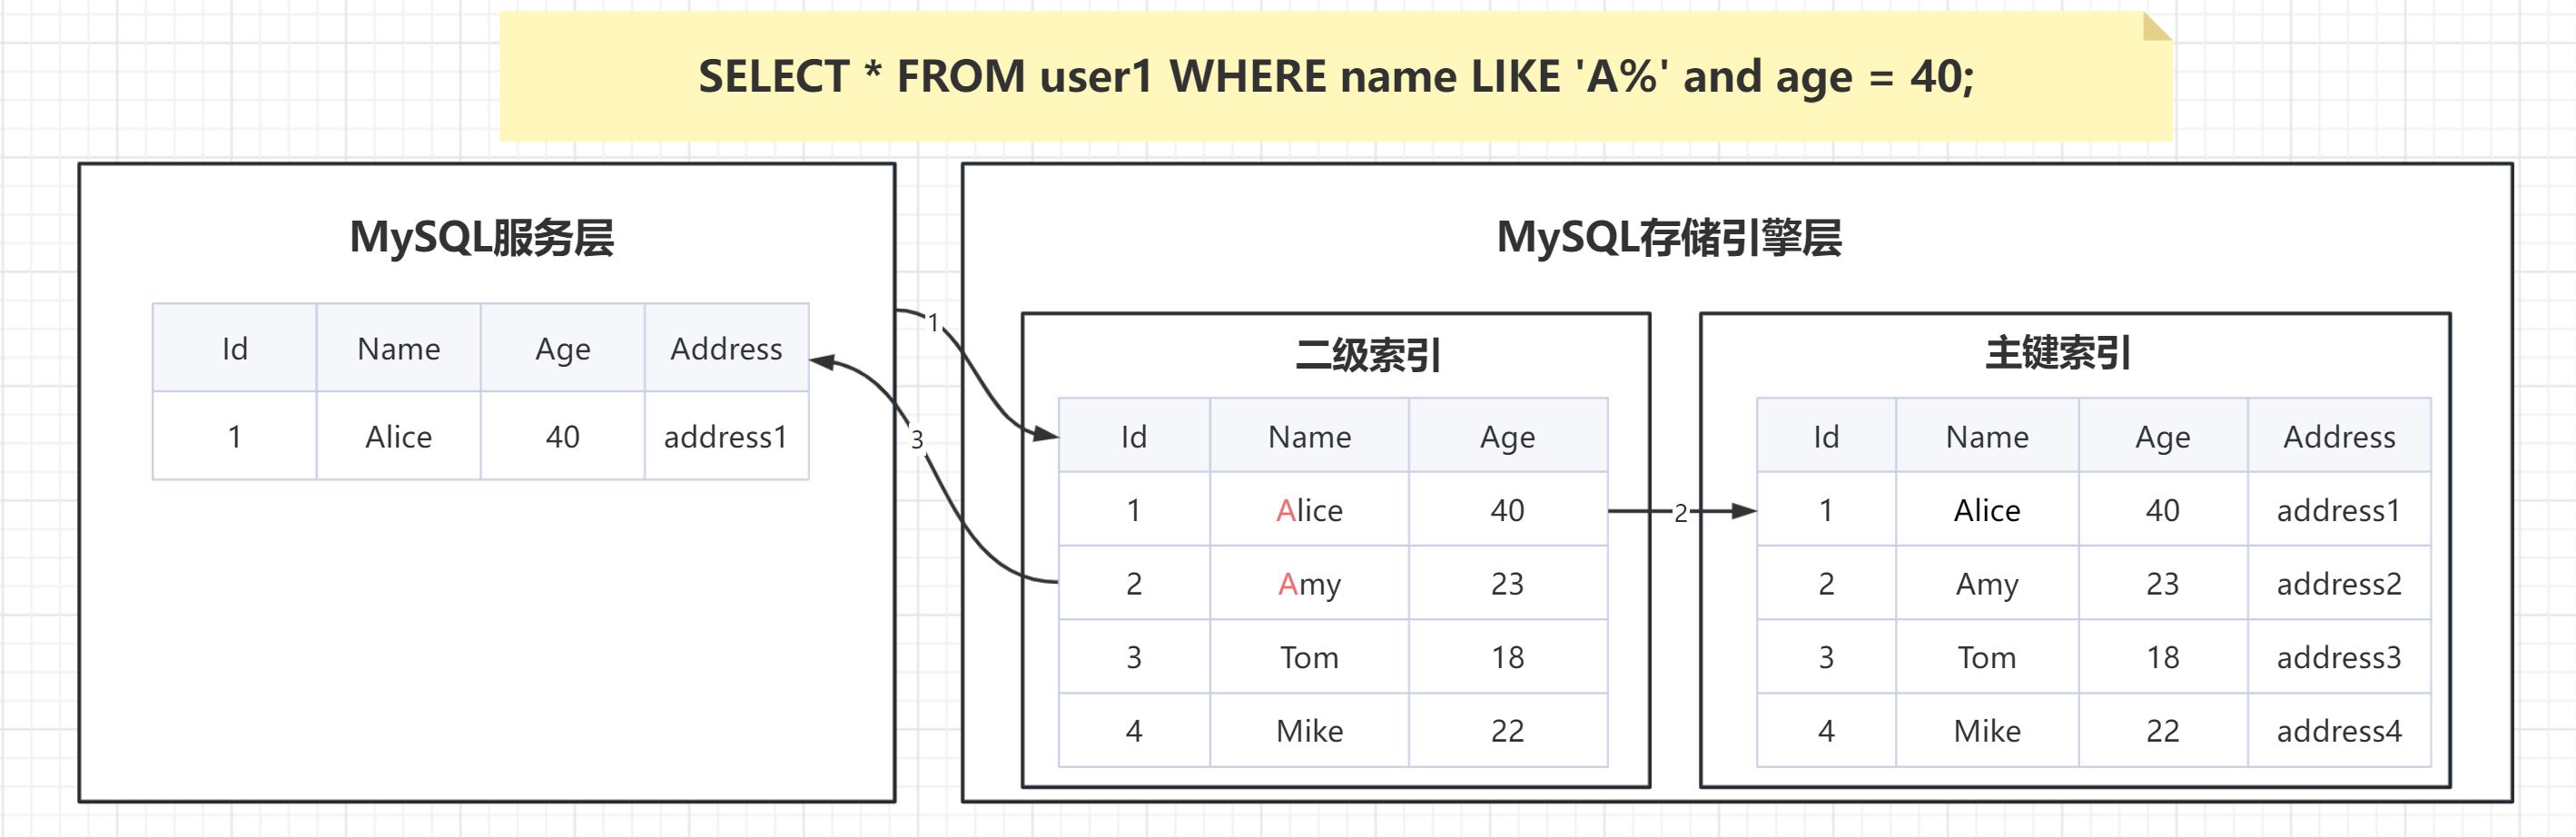 SELECT * FROM user1 WHERE name LIKE 'A%' and age = 40;
MySQL服务层
Id Name Age Address
1 Alice 40 address1
1
3
MySQL存储引擎层
二级索引
Id Name Age
1 Alice 40
2 Amy 23
3 Tom 18
4 Mike 22
2
主键索引
Id Name Age Address
1 Alice 40 address1
2 Amy 23 address2
3 Tom 18 address3
4 Mike 22 address4